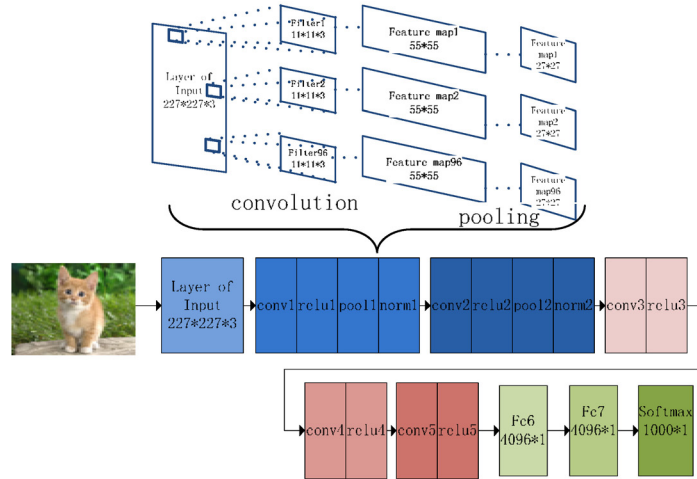 Filter1
11*11*3
Feature map1
55*55
Feature
map1
27*27
Layer of
Input
227*227*3
Filter2
11*11*3
Feature map2
55*55
Feature
map2
27*27
Filter96
11*11*3
Feature map96
55*55
Feature
map96
27*27
convolution
pooling
Layer of
Input
227*227*3
conv1 relu1 pool1 norm1
conv2 relu2 pool2 norm2
conv3 relu3
conv4 relu4
conv5 relu5
Fc6
4096*1
Fc7
4096*1
Softmax
1000*1